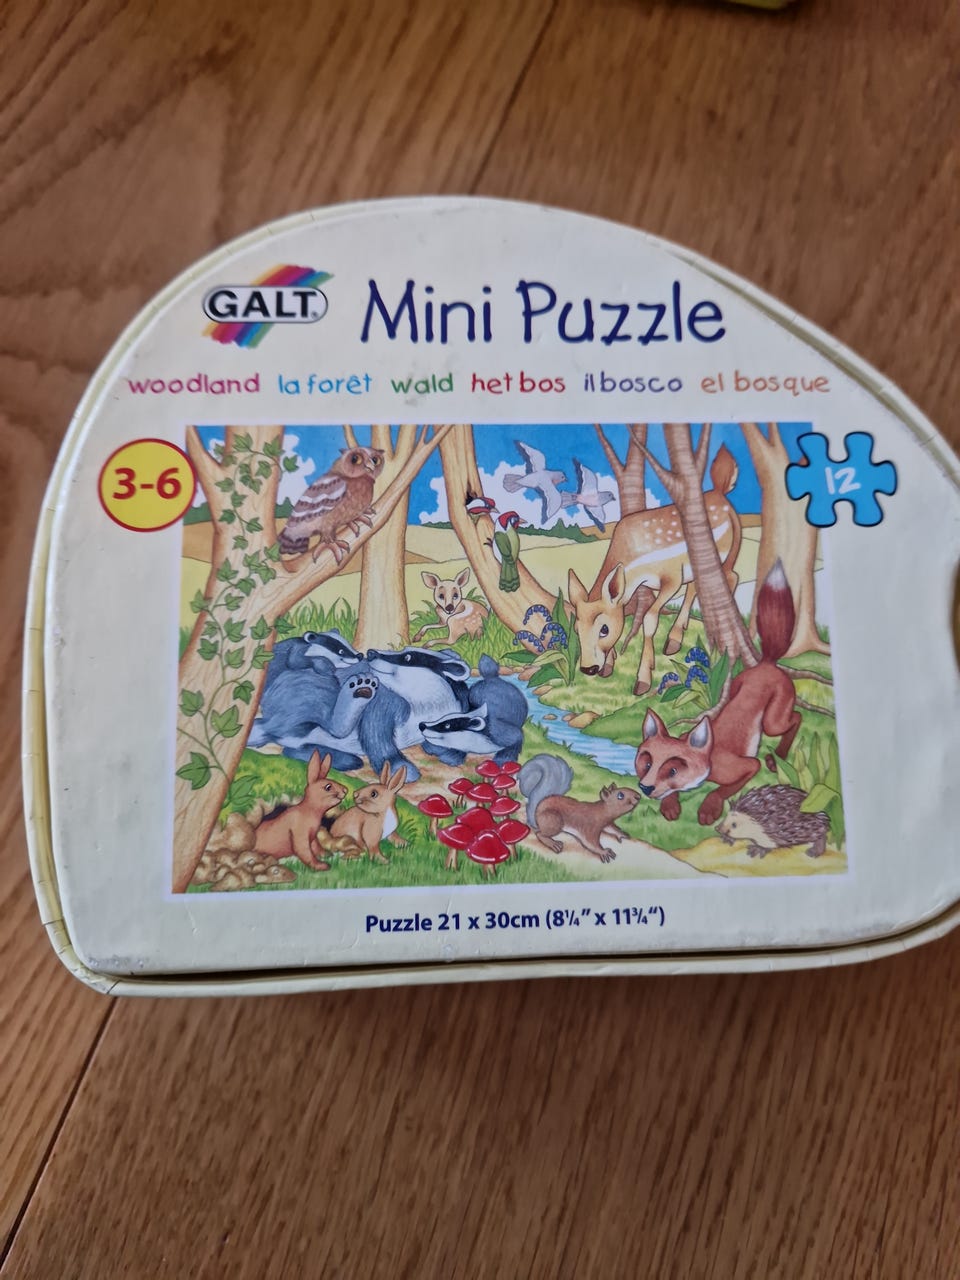 GALT®
Mini Puzzle
woodland la forêt wald het bos il bosco el bosque
3-6
12
Puzzle 21 x 30cm (8¼" x 11¾")